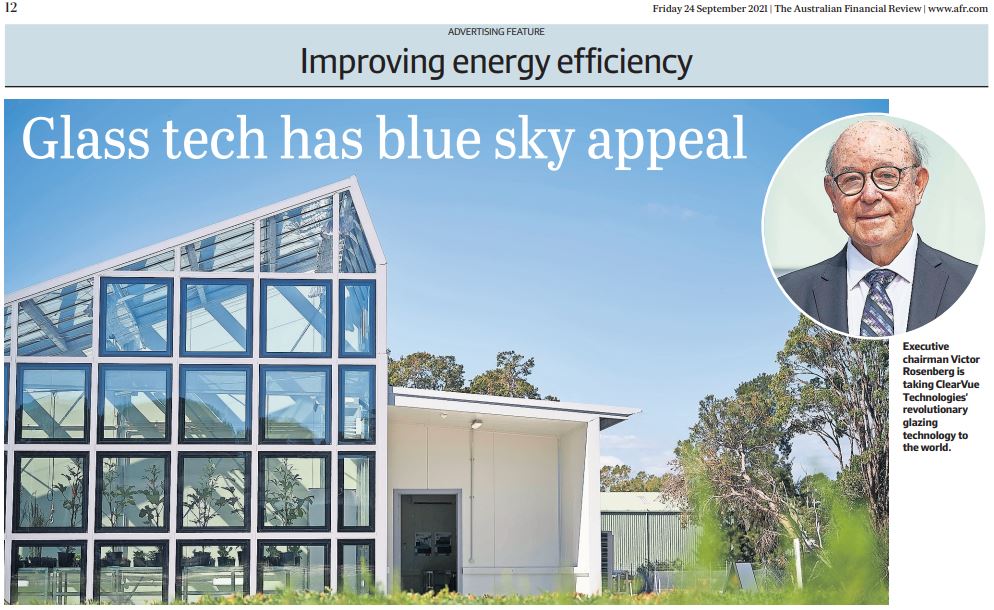 12
Friday 24 September 2021 | The Australian Financial Review | www.afr.com
ADVERTISING FEATURE
Improving energy efficiency
Glass tech has blue sky appeal
Executive
chairman Victor
Rosenberg is
taking ClearVue
Technologies'
revolutionary
glazing
technology to
the world.